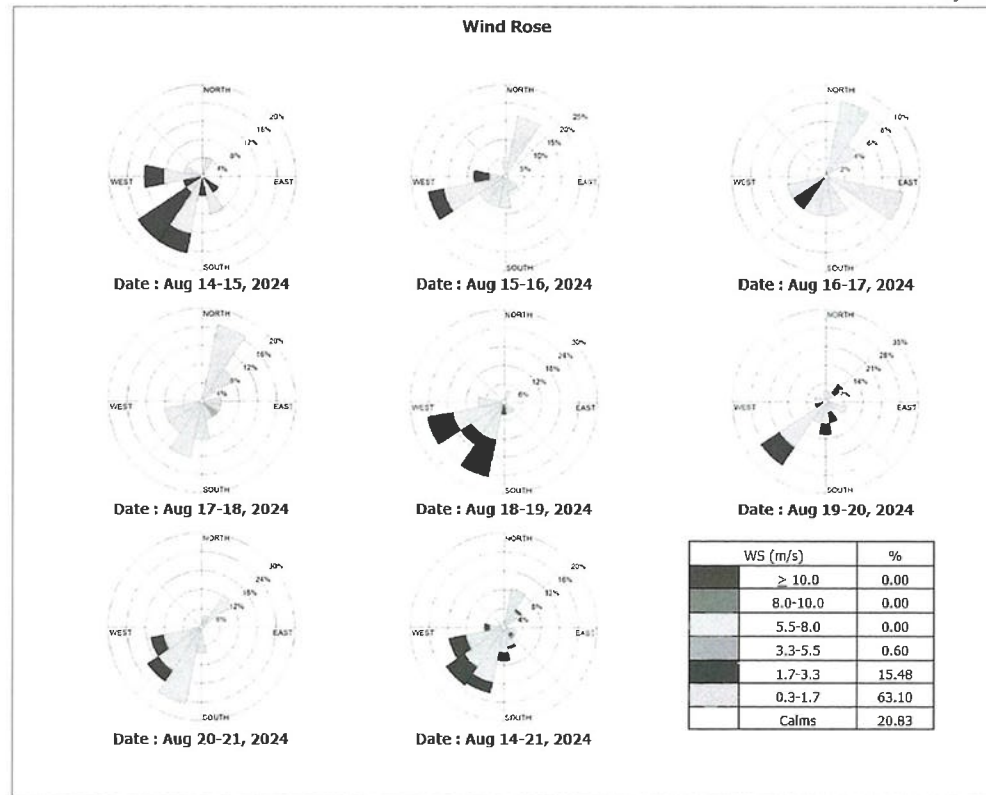 Wind Rose
NORTH
20%
16%
12%
8%
4%
WEST
EAST
SOUTH
Date : Aug 14-15, 2024
NORTH
25%
20%
15%
10%
5%
WEST
EAST
SOUTH
Date : Aug 15-16, 2024
NORTH
10%
8%
6%
4%
2%
WEST
EAST
SOUTH
Date : Aug 16-17, 2024
NORTH
20%
16%
12%
8%
4%
WEST
EAST
SOUTH
Date : Aug 17-18, 2024
NORTH
30%
24%
18%
12%
6%
WEST
EAST
SOUTH
Date : Aug 18-19, 2024
NORTH
35%
28%
21%
14%
7%
WEST
EAST
SOUTH
Date : Aug 19-20, 2024
NORTH
30%
24%
18%
12%
6%
WEST
EAST
SOUTH
Date : Aug 20-21, 2024
NORTH
20%
16%
12%
8%
4%
WEST
EAST
SOUTH
Date : Aug 14-21, 2024
WS (m/s) %
≥ 10.0 0.00
8.0-10.0 0.00
5.5-8.0 0.00
3.3-5.5 0.60
1.7-3.3 15.48
0.3-1.7 63.10
Calms 20.83